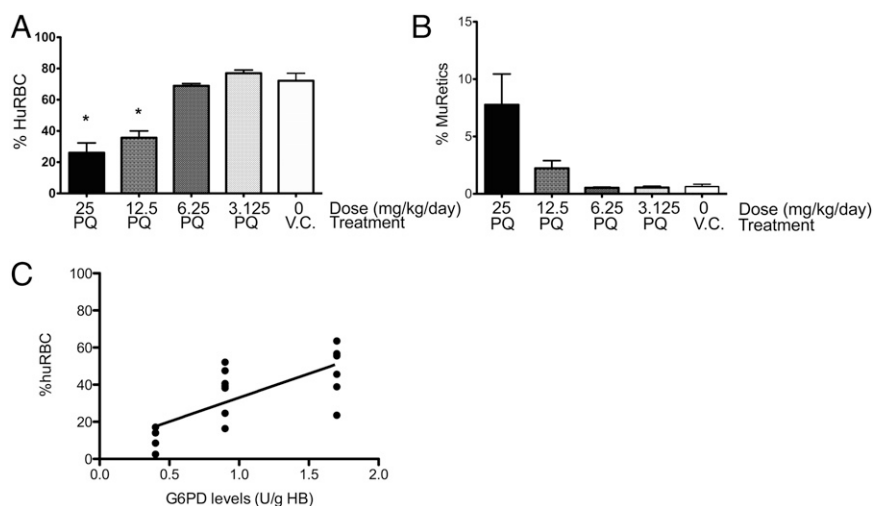 A
% HuRBC
100
80
60
40
20
0
* *
25 12.5 6.25 3.125 0 Dose (mg/kg/day)
PQ PQ PQ PQ V.C. Treatment
B
% MuRetics
15
10
5
0
25 12.5 6.25 3.125 0 Dose (mg/kg/day)
PQ PQ PQ PQ V.C. Treatment
C
%huRBC
100
80
60
40
20
0
0.0 0.5 1.0 1.5 2.0
G6PD levels (U/g HB)